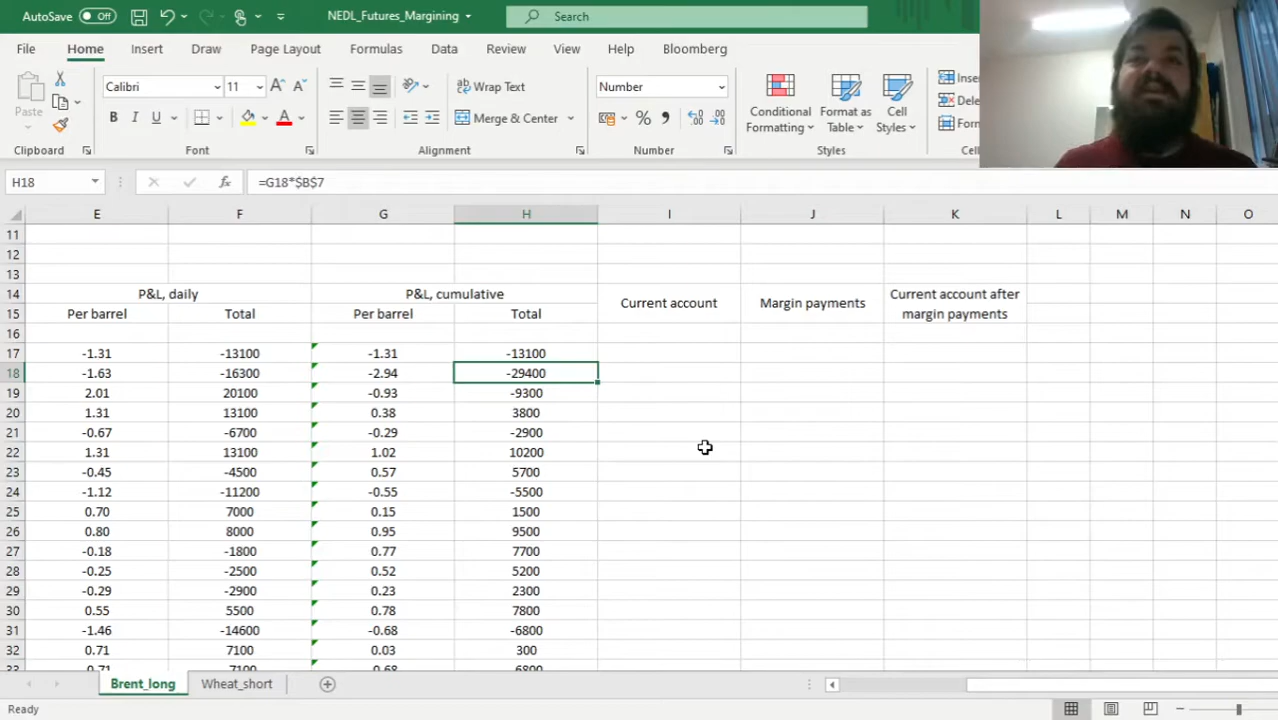 AutoSave Off NEDL_Futures_Margining Search
File Home Insert Draw Page Layout Formulas Data Review View Help Bloomberg
Paste Calibri 11 A A Wrap Text Number Conditional Formatting Format as Table Cell Styles
B I U A Merge & Center % 9
Clipboard Font Alignment Number Styles
H18 fx =G18*$B$7
E F G H I J K L M N O
11
12
13
14 P&L, daily P&L, cumulative Current account Margin payments Current account after margin payments
15 Per barrel Total Per barrel Total
16
17 -1.31 -13100 -1.31 -13100
18 -1.63 -16300 -2.94 -29400
19 2.01 20100 -0.93 -9300
20 1.31 13100 0.38 3800
21 -0.67 -6700 -0.29 -2900
22 1.31 13100 1.02 10200
23 -0.45 -4500 0.57 5700
24 -1.12 -11200 -0.55 -5500
25 0.70 7000 0.15 1500
26 0.80 8000 0.95 9500
27 -0.18 -1800 0.77 7700
28 -0.25 -2500 0.52 5200
29 -0.29 -2900 0.23 2300
30 0.55 5500 0.78 7800
31 -1.46 -14600 -0.68 -6800
32 0.71 7100 0.03 300
Brent_long Wheat_short
Ready